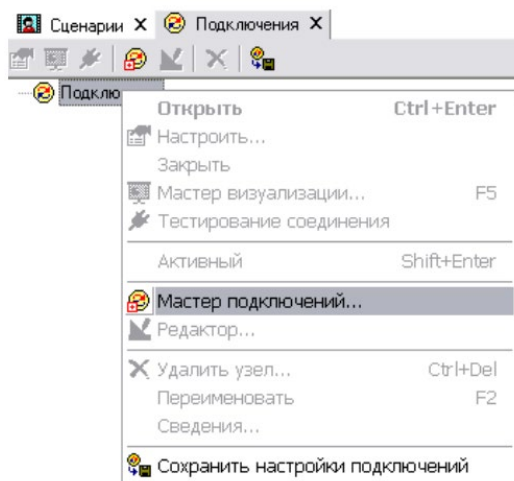 Сценарии X Подключения X
Подклю
Открыть Ctrl+Enter
Настроить...
Закрыть
Мастер визуализации... F5
Тестирование соединения
Активный Shift+Enter
Мастер подключений...
Редактор...
Удалить узел... Ctrl+Del
Переименовать F2
Сведения...
Сохранить настройки подключений